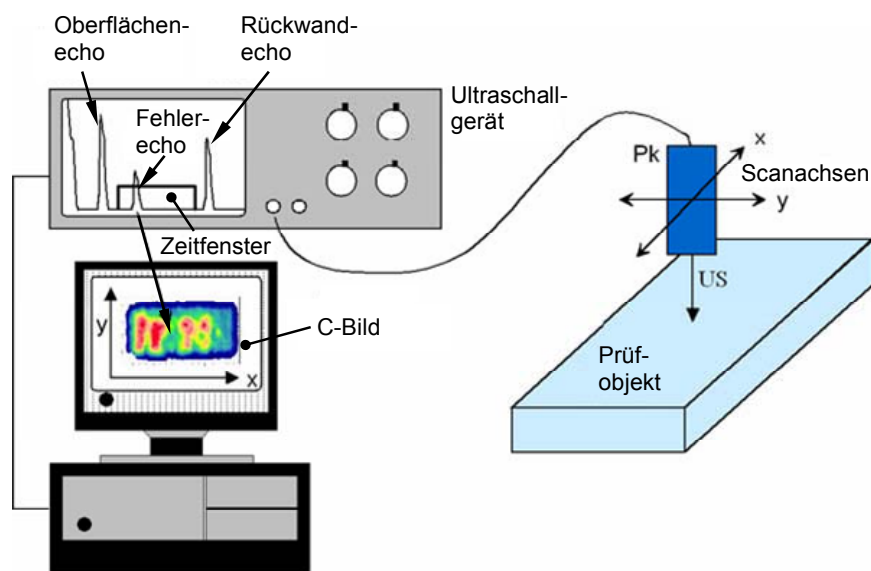 Oberflächen-
echo
Rückwand-
echo
Fehler-
echo
Ultraschall-
gerät
Zeitfenster
Pk
x
Scanachsen
y
US
Prüf-
objekt
y
x
C-Bild